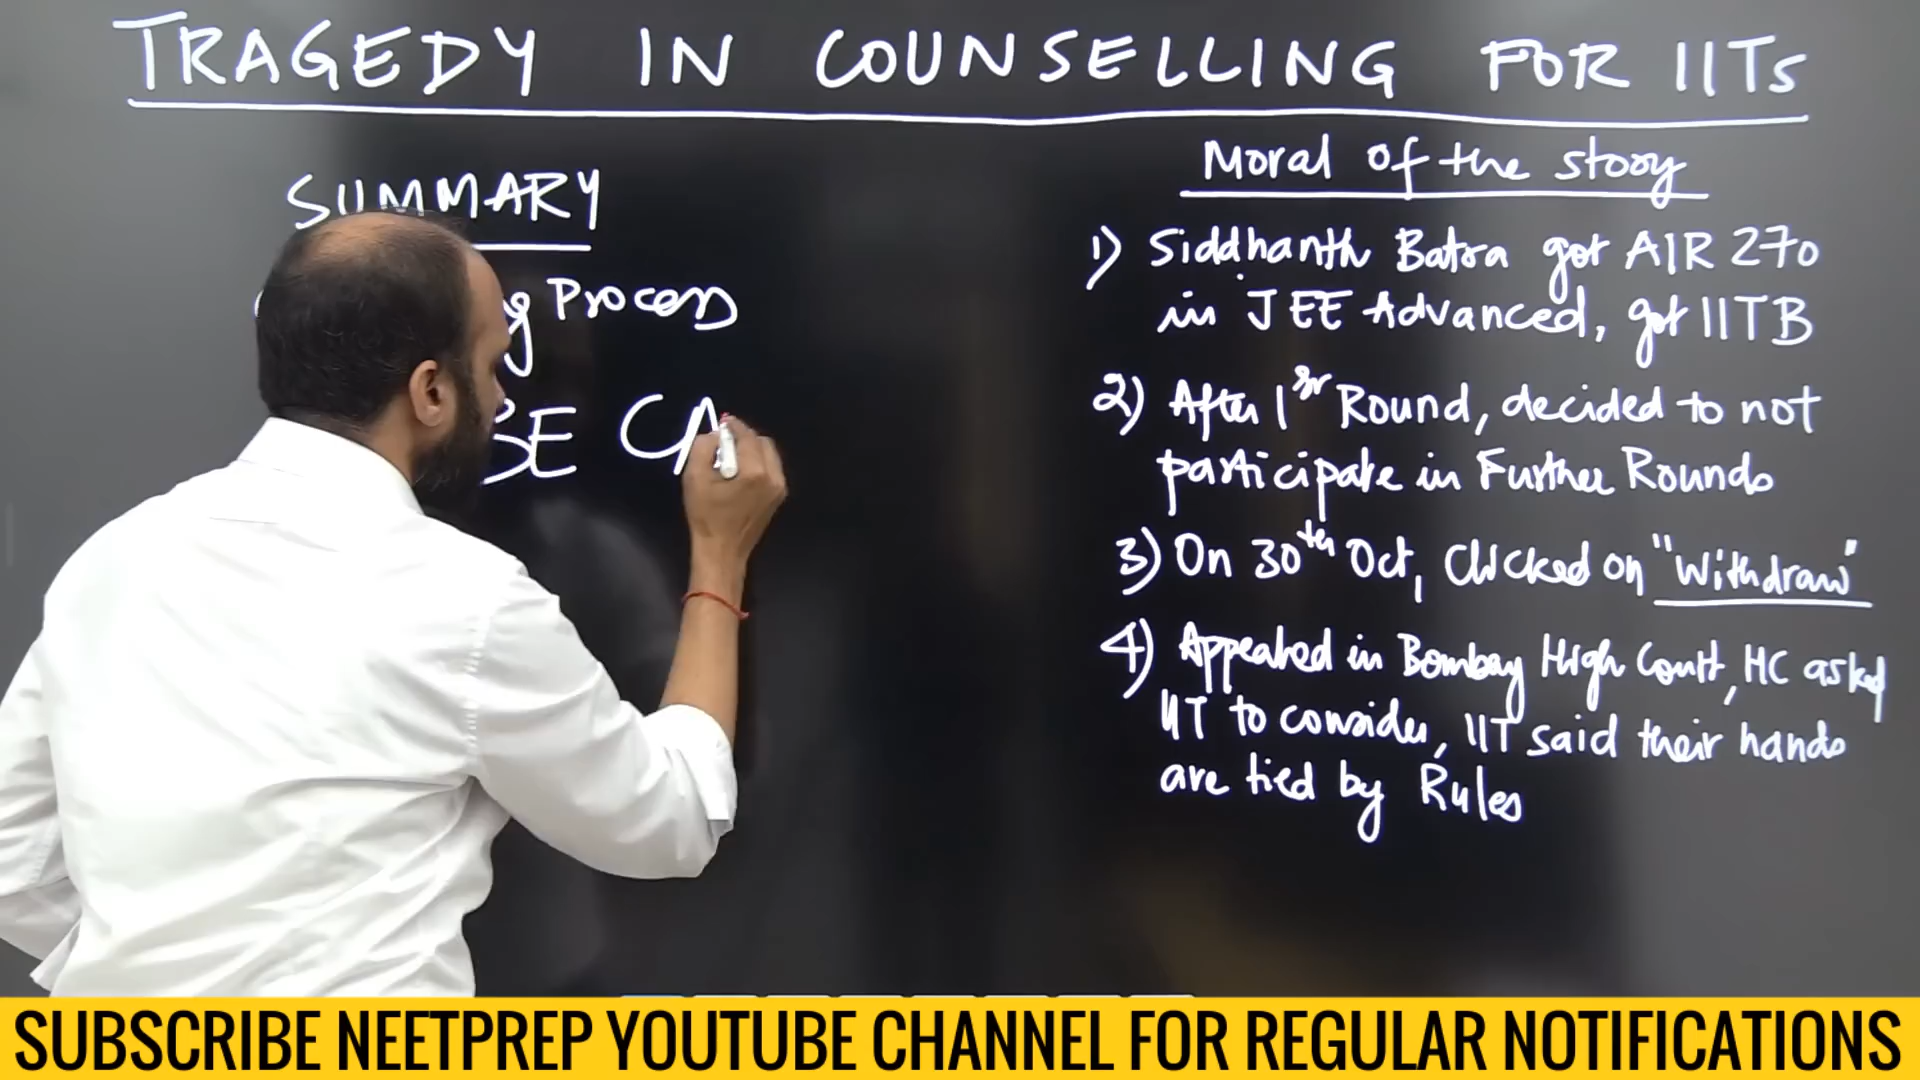 TRAGEDY IN COUNSELLING FOR IITs
SUMMARY
Process
BE CA
Moral of the story
1) Siddhanth Batra got AIR 270
in JEE Advanced, got IITB
2) After 1st Round, decided to not
participate in Further Rounds
3) On 30th Oct, Clicked on "Withdraw"
4) Appealed in Bombay High Court, HC asked
IIT to consider, IIT said their hands
are tied by Rules
SUBSCRIBE NEETPREP YOUTUBE CHANNEL FOR REGULAR NOTIFICATIONS